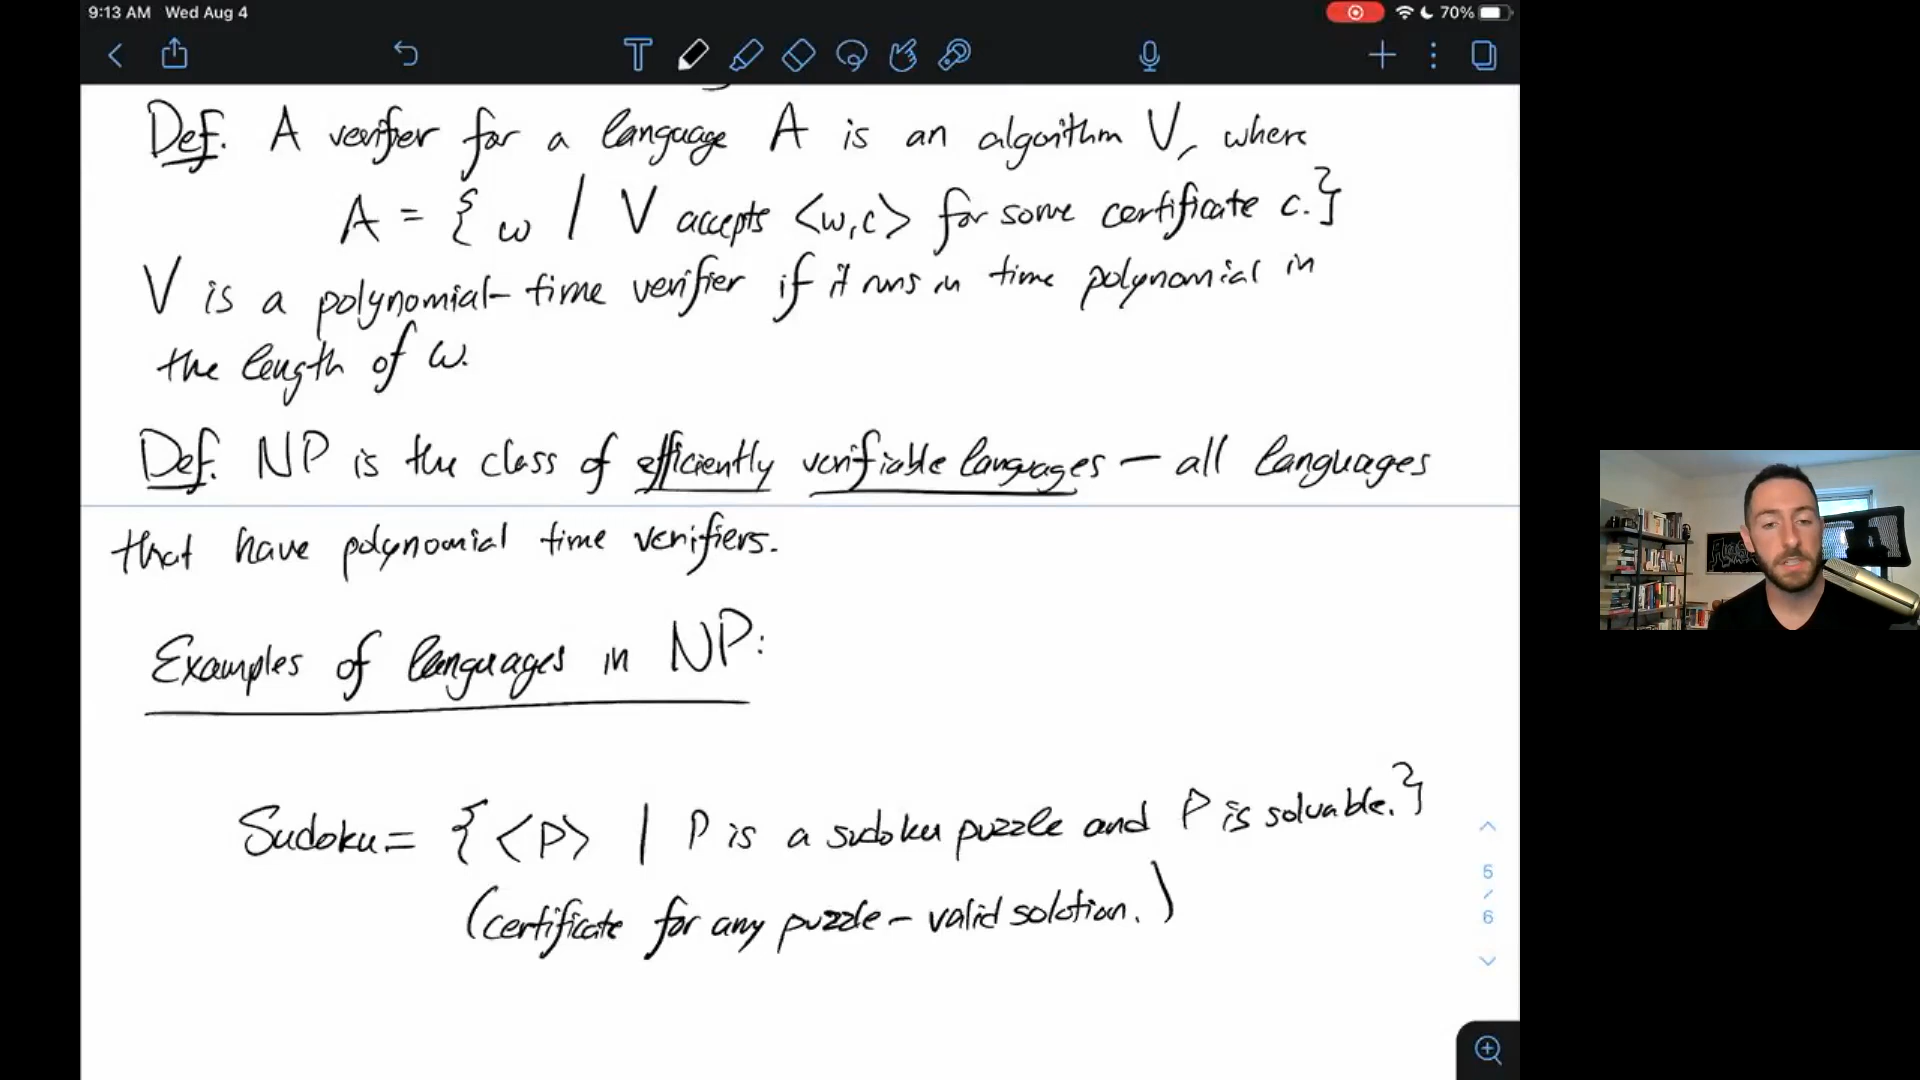 9:13 AM Wed Aug 4
70%
Def. A verifier for a language A is an algorithm V, where
A = { w | V accepts <w,c> for some certificate c. }
V is a polynomial-time verifier if it runs in time polynomial in
the length of w.
Def. NP is the class of efficiently verifiable languages — all languages
that have polynomial time verifiers.
Examples of languages in NP:
Sudoku = { <P> | P is a sudoku puzzle and P is solvable. }
(certificate for any puzzle - valid solution.)
5
/
6